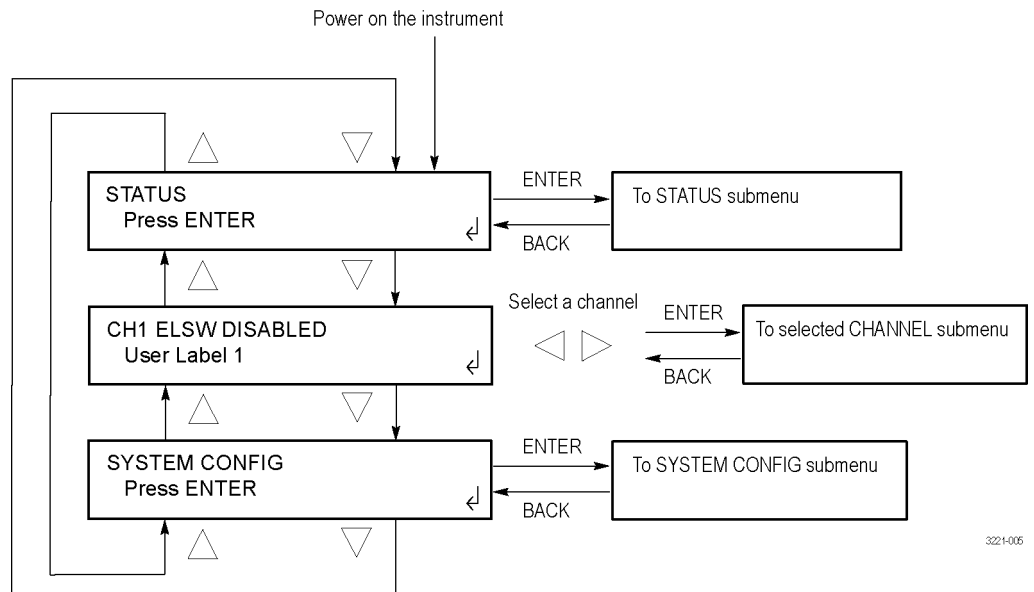 Power on the instrument
STATUS
Press ENTER
ENTER
BACK
To STATUS submenu
CH1 ELSW DISABLED
User Label 1
Select a channel
ENTER
BACK
To selected CHANNEL submenu
SYSTEM CONFIG
Press ENTER
ENTER
BACK
To SYSTEM CONFIG submenu
3221-005